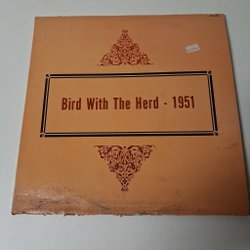 Bird With The Herd - 1951